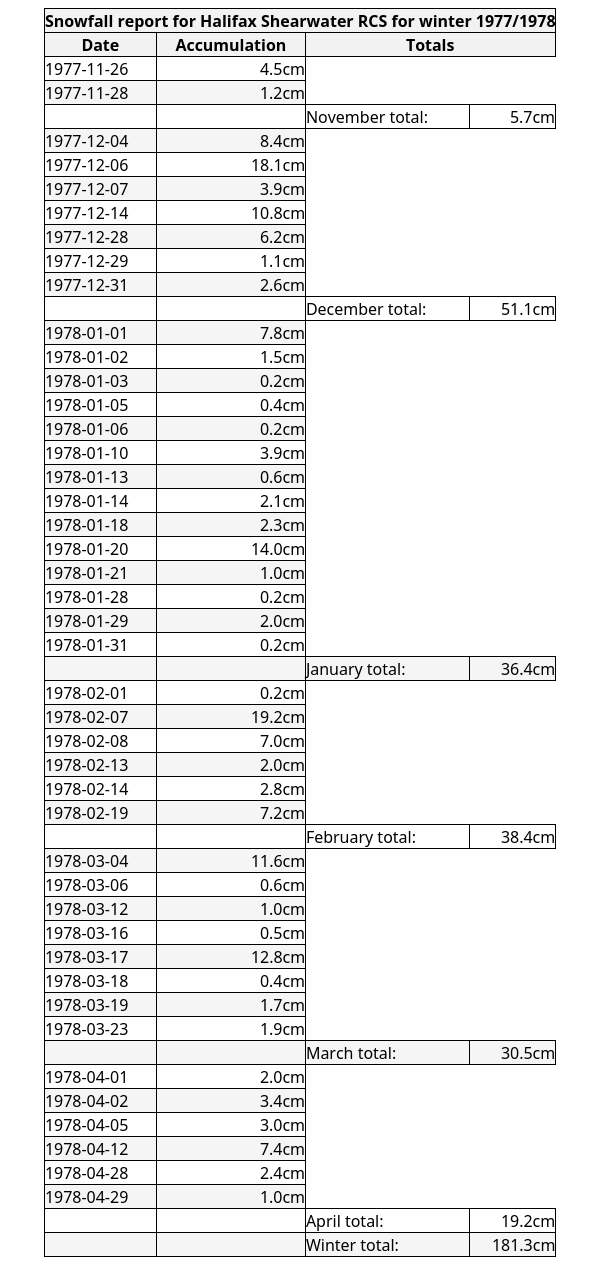 Snowfall report for Halifax Shearwater RCS for winter 1977/1978
Date Accumulation Totals
1977-11-26 4.5cm
1977-11-28 1.2cm
November total: 5.7cm
1977-12-04 8.4cm
1977-12-06 18.1cm
1977-12-07 3.9cm
1977-12-14 10.8cm
1977-12-28 6.2cm
1977-12-29 1.1cm
1977-12-31 2.6cm
December total: 51.1cm
1978-01-01 7.8cm
1978-01-02 1.5cm
1978-01-03 0.2cm
1978-01-05 0.4cm
1978-01-06 0.2cm
1978-01-10 3.9cm
1978-01-13 0.6cm
1978-01-14 2.1cm
1978-01-18 2.3cm
1978-01-20 14.0cm
1978-01-21 1.0cm
1978-01-28 0.2cm
1978-01-29 2.0cm
1978-01-31 0.2cm
January total: 36.4cm
1978-02-01 0.2cm
1978-02-07 19.2cm
1978-02-08 7.0cm
1978-02-13 2.0cm
1978-02-14 2.8cm
1978-02-19 7.2cm
February total: 38.4cm
1978-03-04 11.6cm
1978-03-06 0.6cm
1978-03-12 1.0cm
1978-03-16 0.5cm
1978-03-17 12.8cm
1978-03-18 0.4cm
1978-03-19 1.7cm
1978-03-23 1.9cm
March total: 30.5cm
1978-04-01 2.0cm
1978-04-02 3.4cm
1978-04-05 3.0cm
1978-04-12 7.4cm
1978-04-28 2.4cm
1978-04-29 1.0cm
April total: 19.2cm
Winter total: 181.3cm